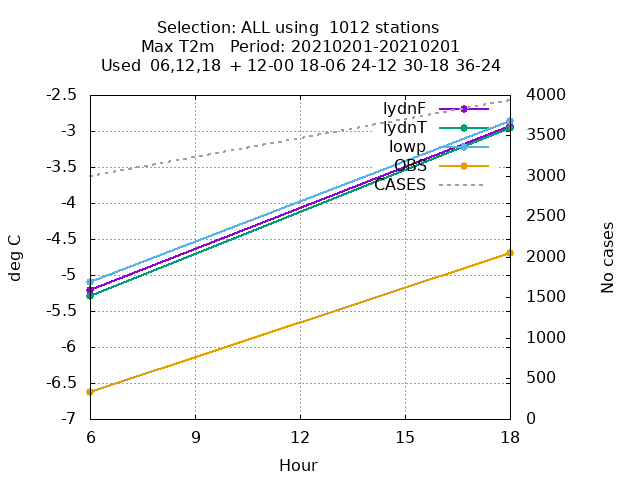 Selection: ALL using  1012 stations
Max T2m   Period: 20210201-20210201
Used  06,12,18  + 12-00 18-06 24-12 30-18 36-24
-2.5
-3
-3.5
-4
-4.5
-5
-5.5
-6
-6.5
-7
deg C
lydnF
lydnT
lowp
OBS
CASES
4000
3500
3000
2500
2000
1500
1000
500
0
No cases
6 9 12 15 18
Hour